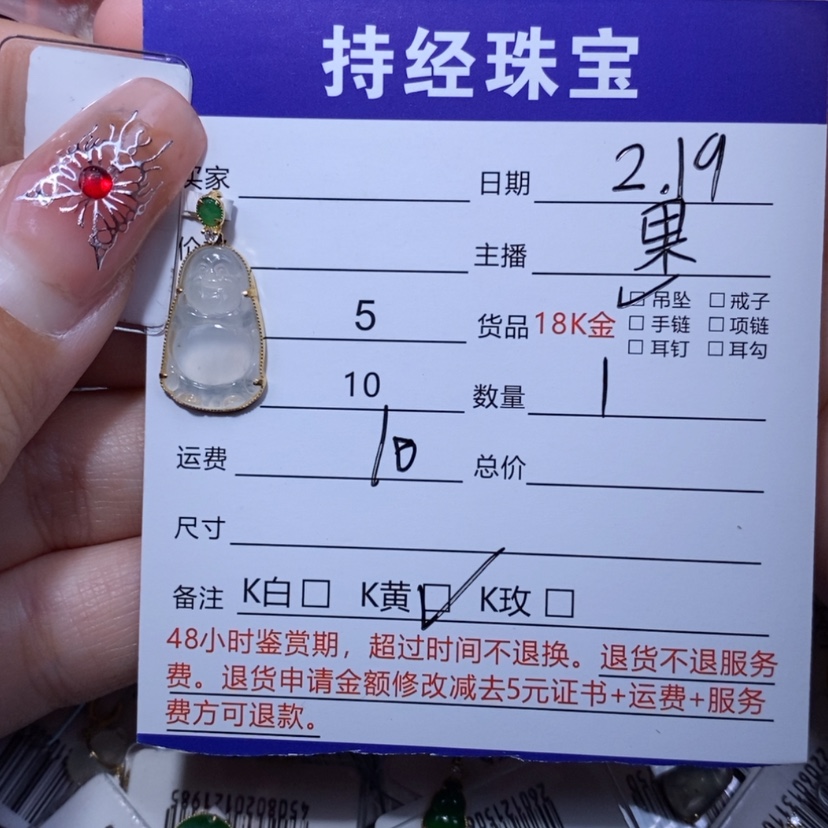 持经珠宝
买家 日期 2.19
价 主播 果
5 货品 18K金 吊坠 戒子
手链 项链
耳钉 耳勾
10 数量 1
运费 10 总价
尺寸
备注 K白 K黄 K玫
48小时鉴赏期，超过时间不退换。退货不退服务
费。退货申请金额修改减去5元证书+运费+服务
费方可退款。